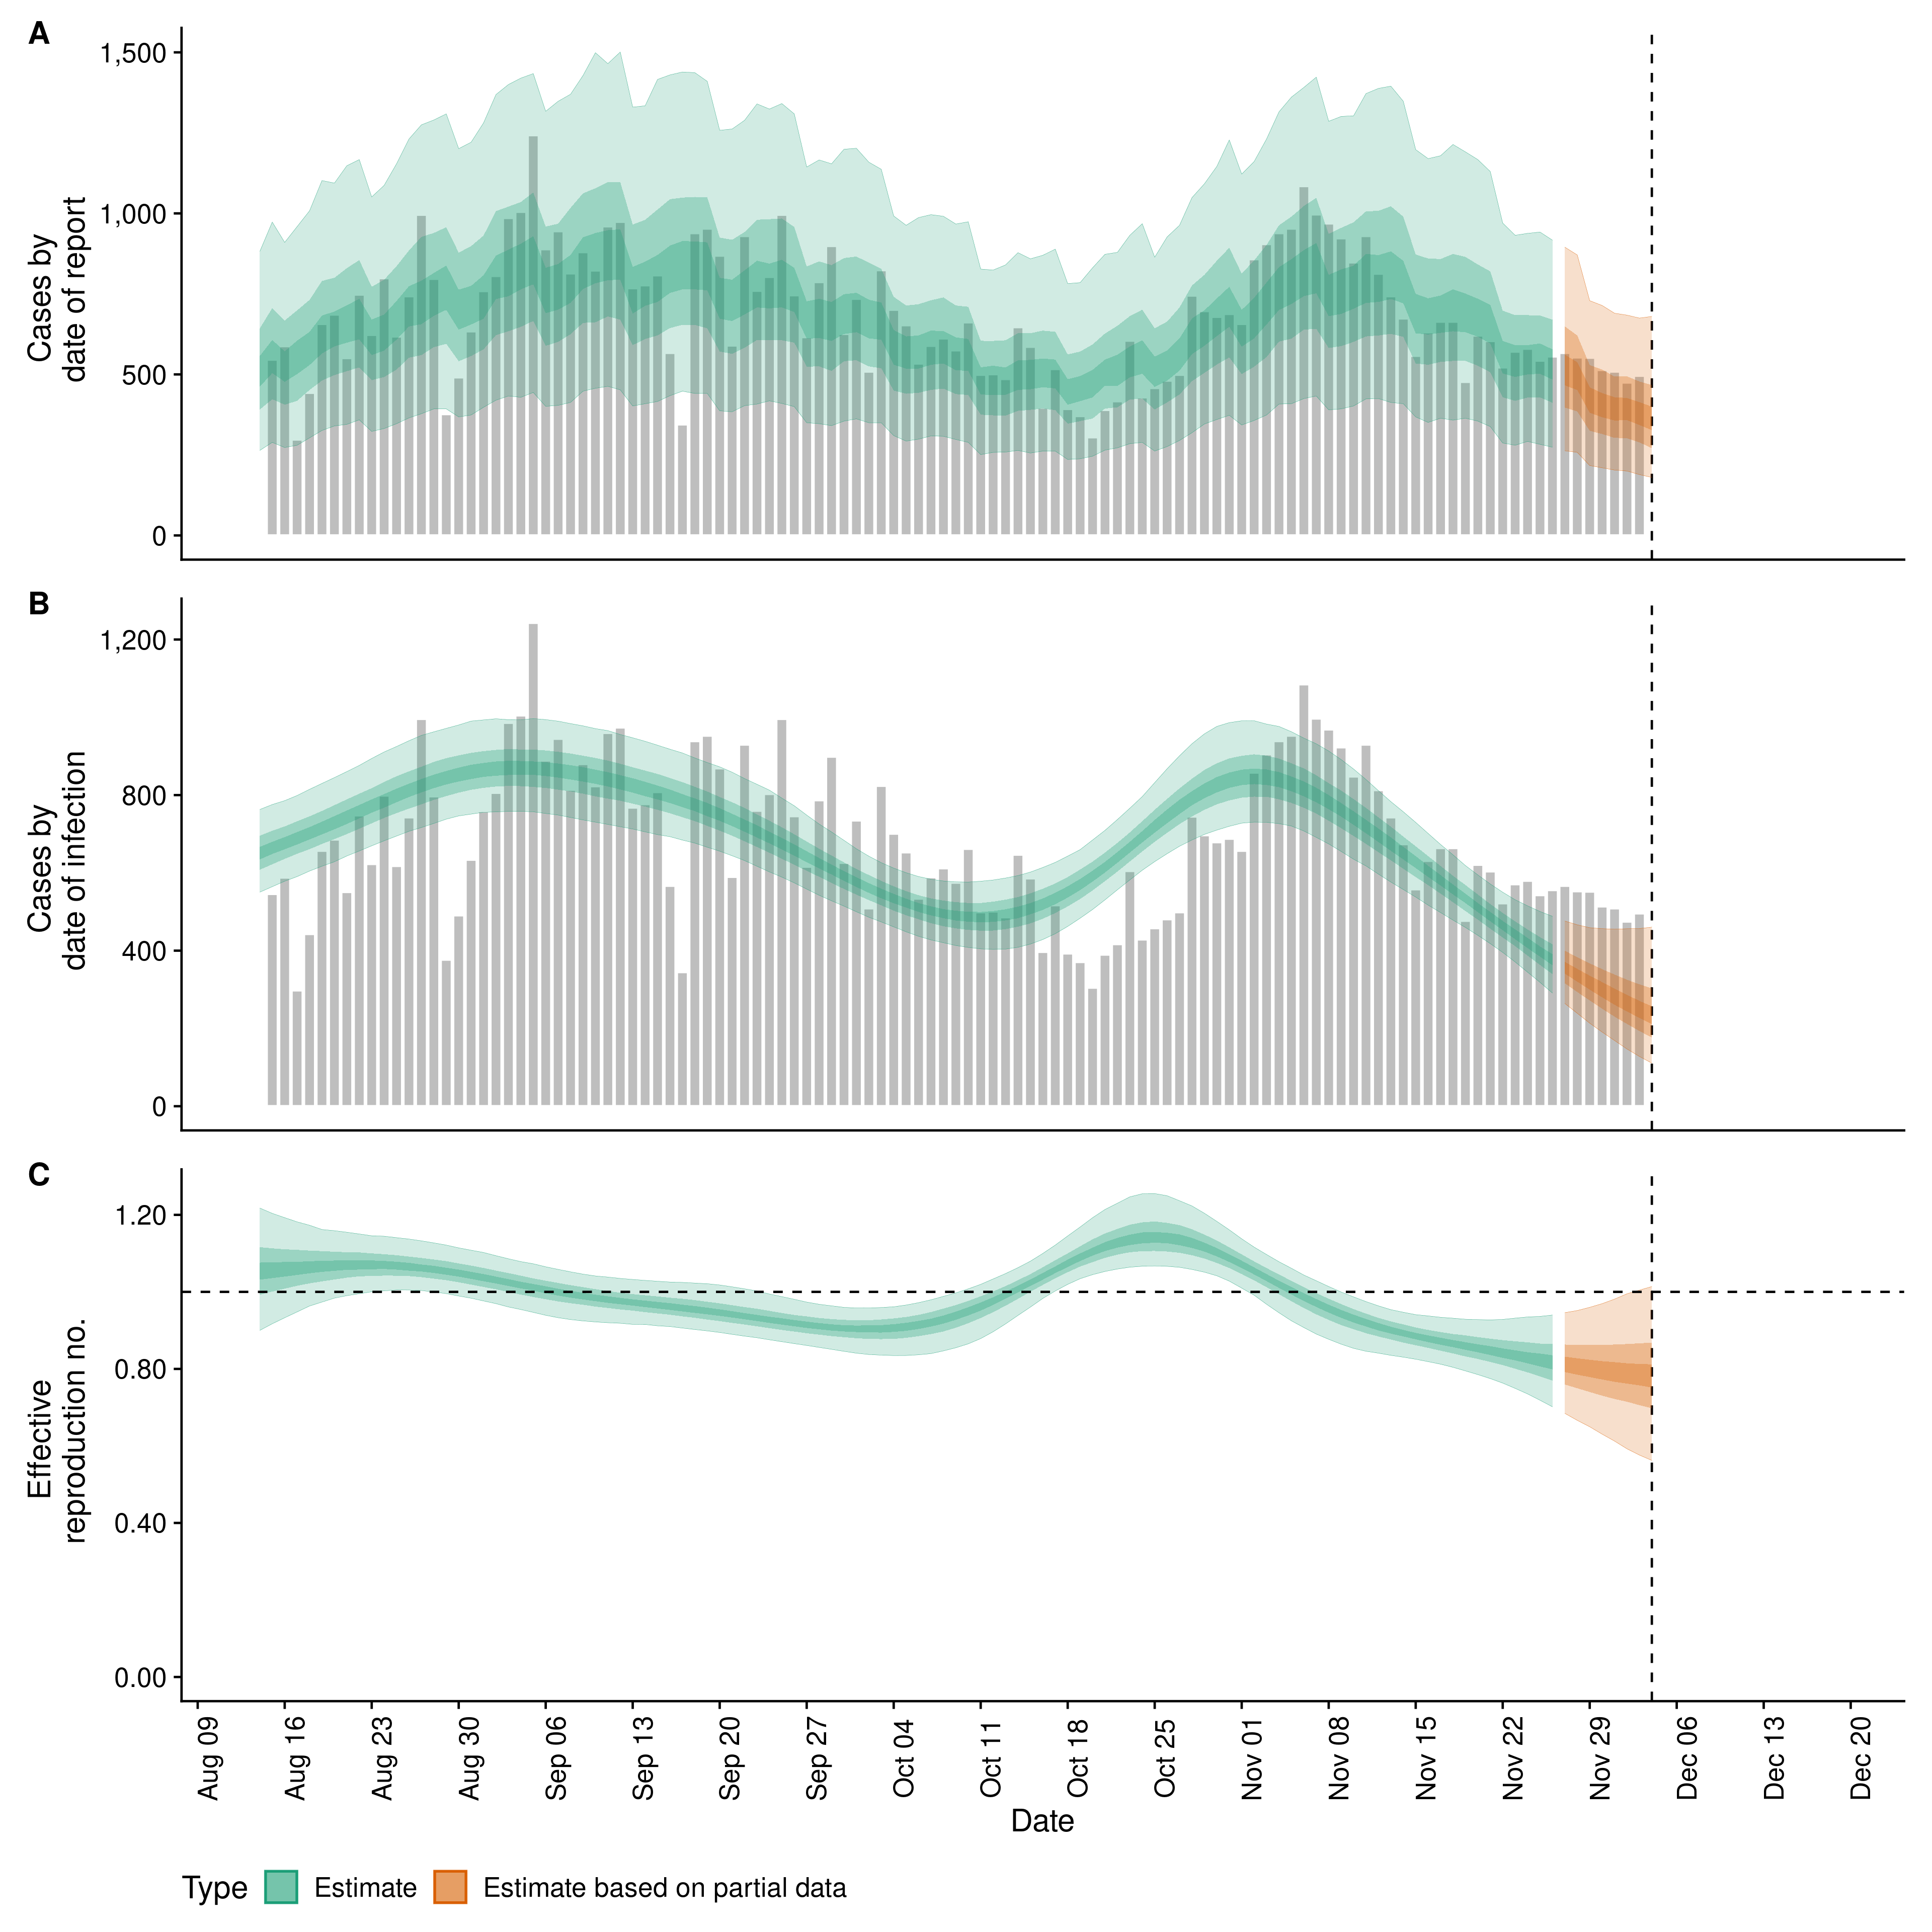 A
Cases by
date of report
1,500
1,000
500
0
B
Cases by
date of infection
1,200
800
400
0
C
Effective
reproduction no.
1.20
0.80
0.40
0.00
Aug 09
Aug 16
Aug 23
Aug 30
Sep 06
Sep 13
Sep 20
Sep 27
Oct 04
Oct 11
Oct 18
Oct 25
Nov 01
Nov 08
Nov 15
Nov 22
Nov 29
Dec 06
Dec 13
Dec 20
Date
Type Estimate Estimate based on partial data